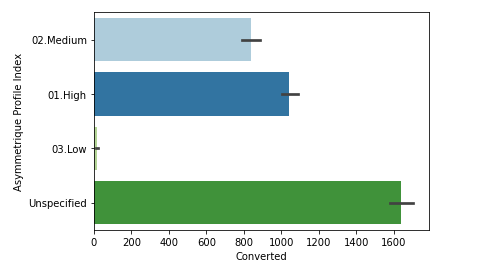 Asymmetrique Profile Index
02.Medium
01.High
03.Low
Unspecified
0 200 400 600 800 1000 1200 1400 1600
Converted